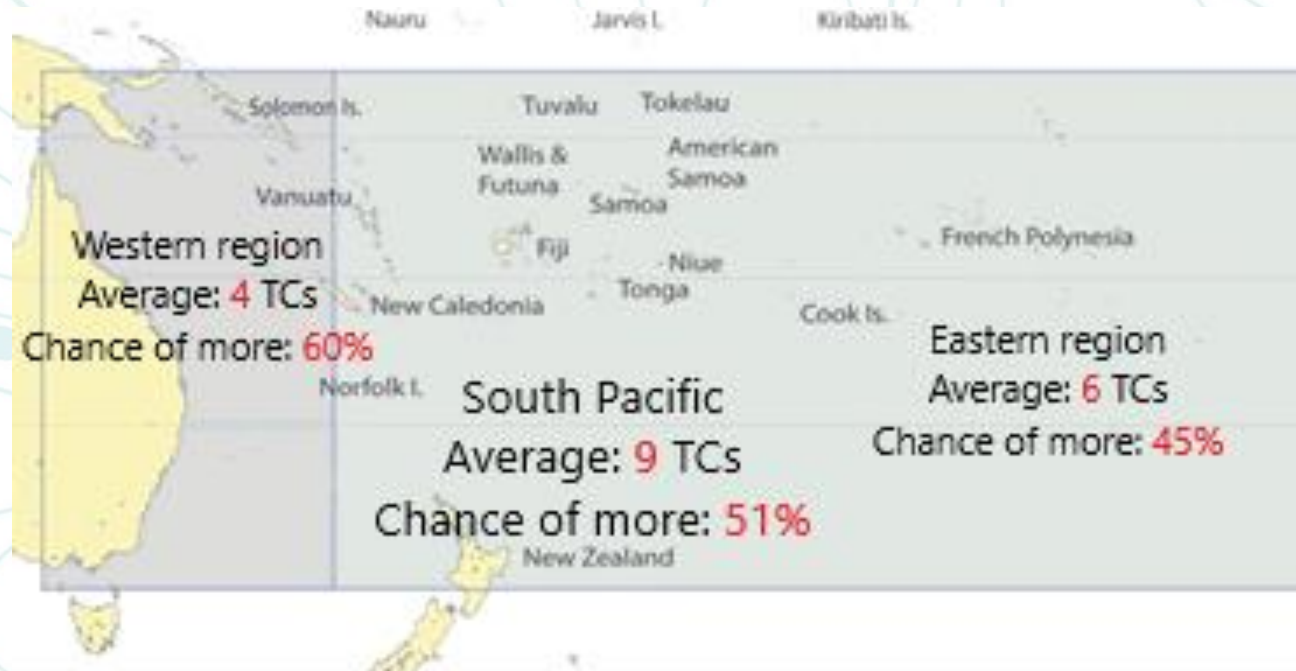 Nauru
Jarvis I.
Kiribati Is.
Solomon Is.
Tuvalu
Tokelau
Wallis &
Futuna
American
Samoa
Vanuatu
Samoa
Fiji
Niue
Tonga
French Polynesia
New Caledonia
Cook Is.
Western region
Average: 4 TCs
Chance of more: 60%
Norfolk I.
South Pacific
Average: 9 TCs
Chance of more: 51%
Eastern region
Average: 6 TCs
Chance of more: 45%
New Zealand